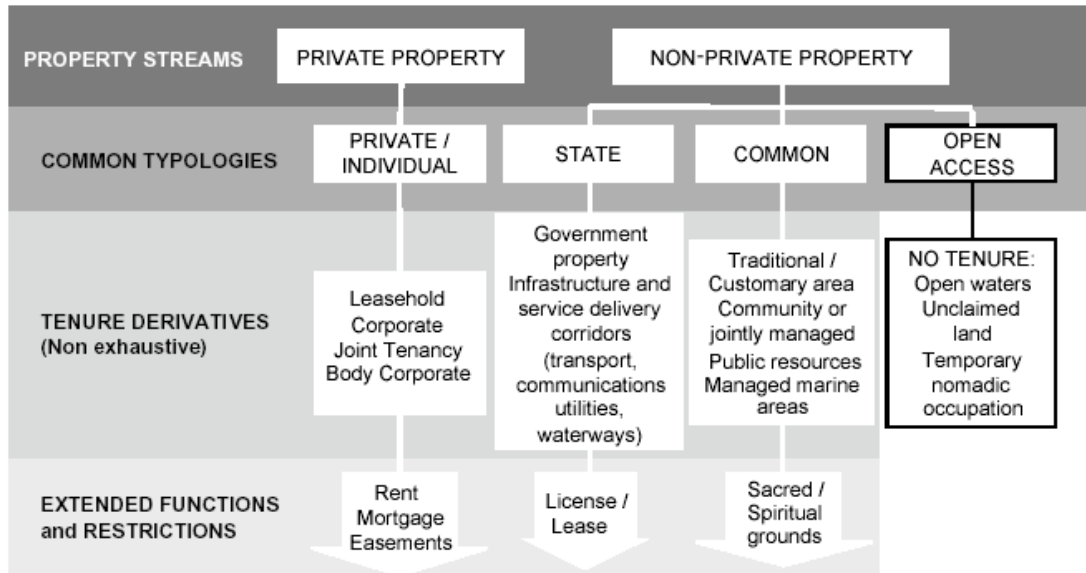 PROPERTY STREAMS
PRIVATE PROPERTY
NON-PRIVATE PROPERTY
COMMON TYPOLOGIES
PRIVATE /
INDIVIDUAL
STATE
COMMON
OPEN
ACCESS
TENURE DERIVATIVES
(Non exhaustive)
Leasehold
Corporate
Joint Tenancy
Body Corporate
Government
property
Infrastructure and
service delivery
corridors
(transport,
communications
utilities,
waterways)
Traditional /
Customary area
Community or
jointly managed
Public resources
Managed marine
areas
NO TENURE:
Open waters
Unclaimed
land
Temporary
nomadic
occupation
EXTENDED FUNCTIONS
and RESTRICTIONS
Rent
Mortgage
Easements
License /
Lease
Sacred /
Spiritual
grounds